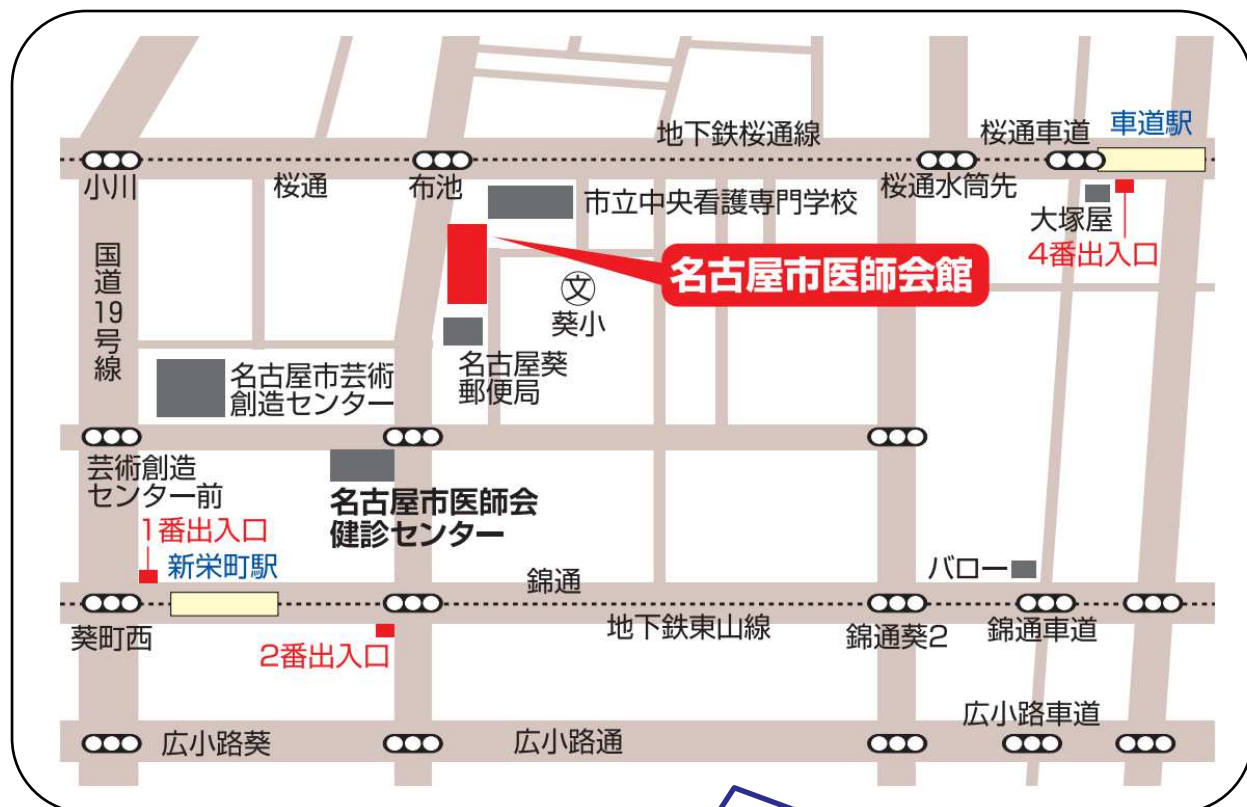 地下鉄桜通線
桜通車道
車道駅
小川
桜通
布池
市立中央看護専門学校
桜通水筒先
大塚屋
4番出入口
名古屋市医師会館
国道19号線
文
葵小
名古屋葵
郵便局
名古屋市芸術
創造センター
芸術創造
センター前
名古屋市医師会
健診センター
1番出入口
新栄町駅
錦通
バロー
葵町西
2番出入口
地下鉄東山線
錦通葵2
錦通車道
広小路葵
広小路通
広小路車道